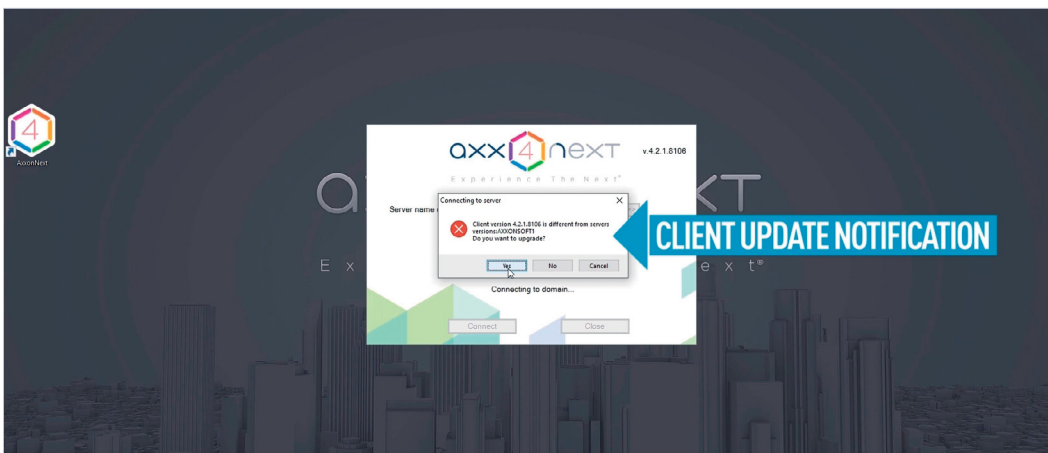 AxxonNext
axx4next
v.4.2.1.8106
Experience The Next®
Server name
Connecting to server
Client version 4.2.1.8106 is different from servers
versions:AXXONSOFT1
Do you want to upgrade?
Yes No Cancel
CLIENT UPDATE NOTIFICATION
Connecting to domain...
Connect Close